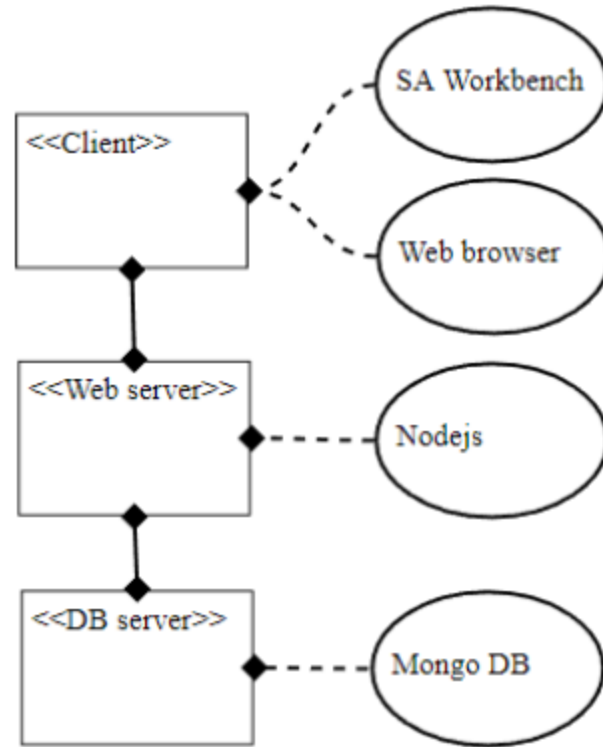 SA Workbench
<<Client>>
Web browser
<<Web server>>
Nodejs
<<DB server>>
Mongo DB